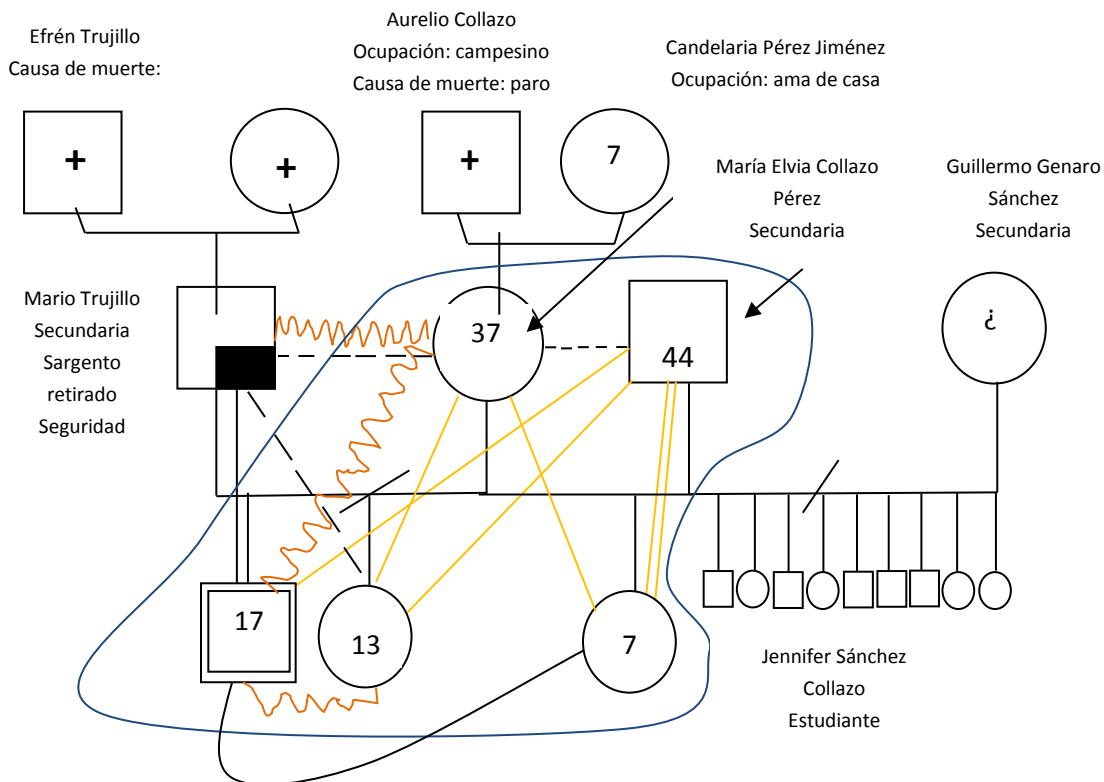 Efrén Trujillo
Causa de muerte:
Aurelio Collazo
Ocupación: campesino
Causa de muerte: paro
Candelaria Pérez Jiménez
Ocupación: ama de casa
+
+
+
7
María Elvia Collazo
Pérez
Secundaria
Guillermo Genaro
Sánchez
Secundaria
Mario Trujillo
Secundaria
Sargento
retirado
Seguridad
37
44
¿
17
13
7
Jennifer Sánchez
Collazo
Estudiante